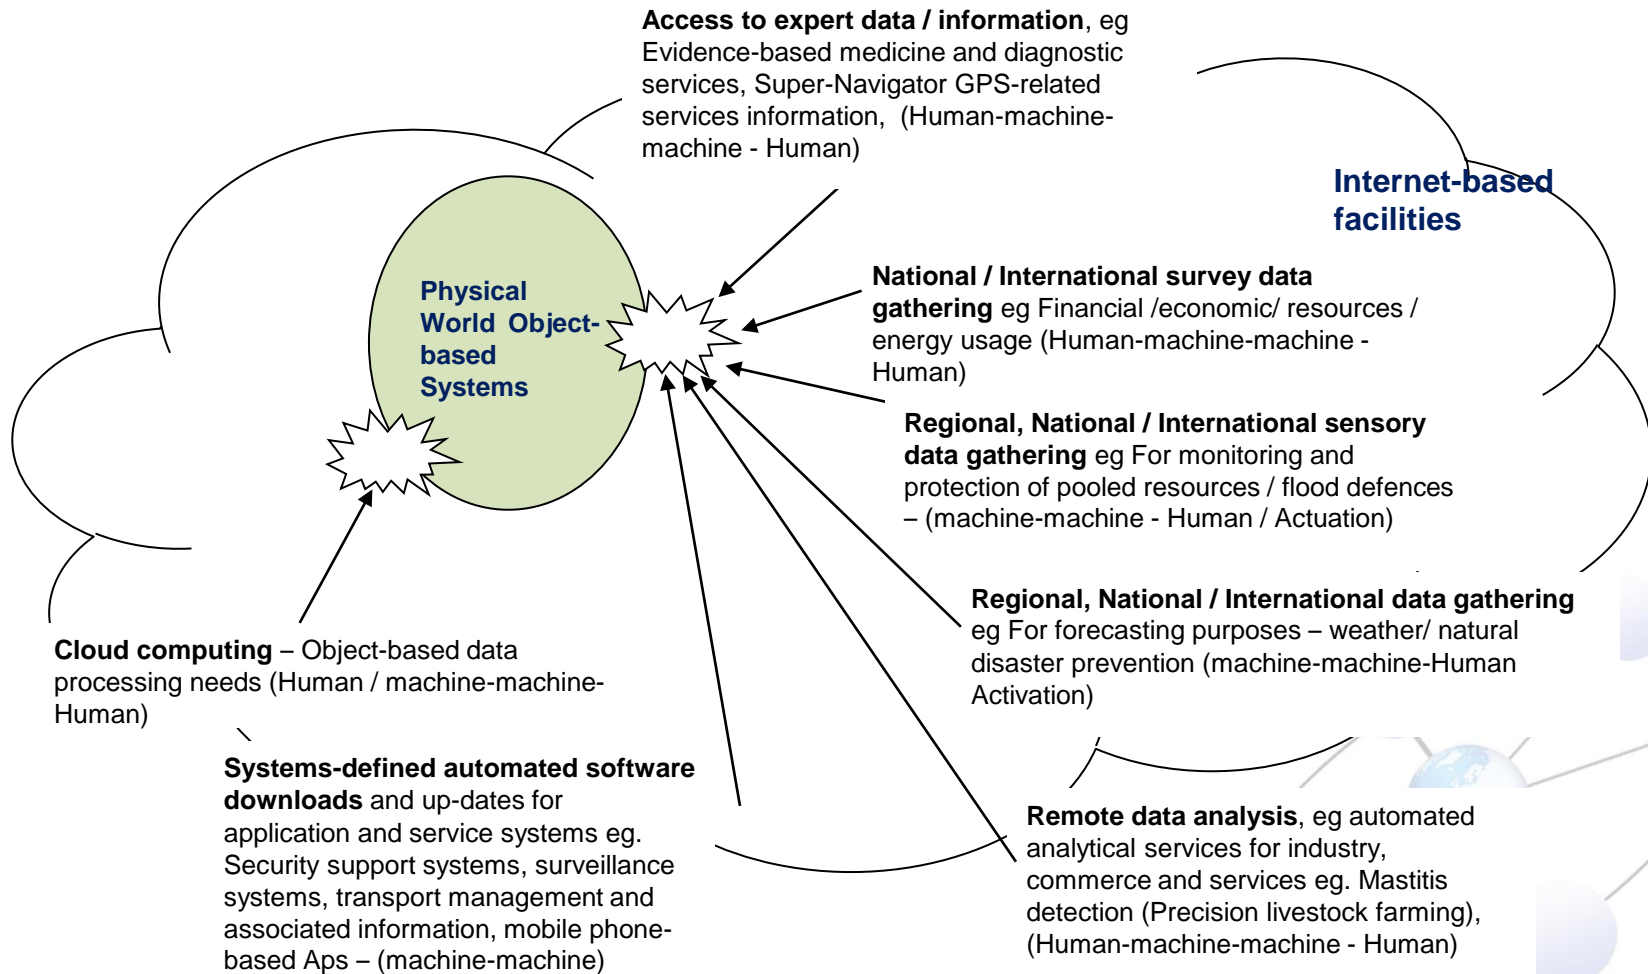 Access to expert data / information, eg
Evidence-based medicine and diagnostic
services, Super-Navigator GPS-related
services information,  (Human-machine-
machine - Human)
Internet-based
facilities
Physical
World  Object-
based
Systems
National / International survey data
gathering eg Financial /economic/ resources /
energy usage (Human-machine-machine -
Human)
Regional, National / International sensory
data gathering eg For monitoring and
protection of pooled resources / flood defences
– (machine-machine - Human / Actuation)
Regional, National / International data gathering
eg For forecasting purposes – weather/ natural
disaster prevention (machine-machine-Human
Activation)
Cloud computing – Object-based data
processing needs (Human / machine-machine-
Human)
Systems-defined automated software
downloads and up-dates for
application and service systems eg.
Security support systems, surveillance
systems, transport management and
associated information, mobile phone-
based Aps – (machine-machine)
Remote data analysis, eg automated
analytical services for industry,
commerce and services eg. Mastitis
detection (Precision livestock farming),
(Human-machine-machine - Human)